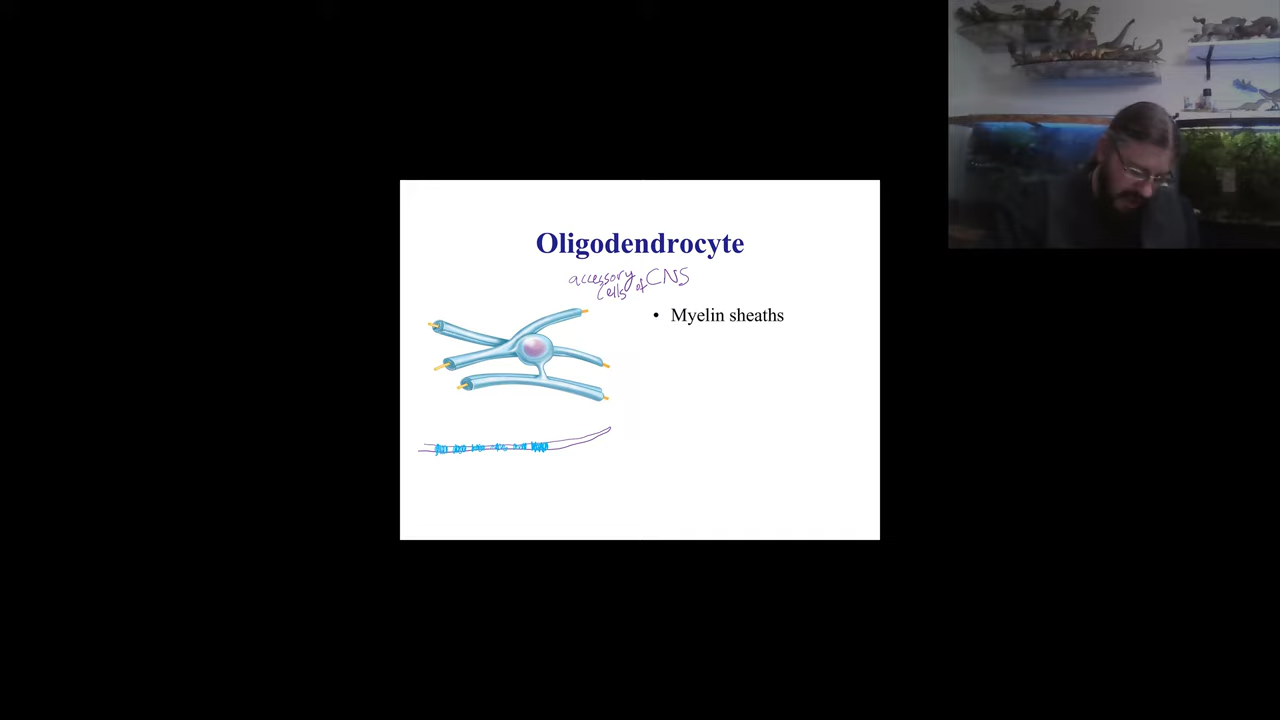 Oligodendrocyte
accessory
cells of CNS
• Myelin sheaths